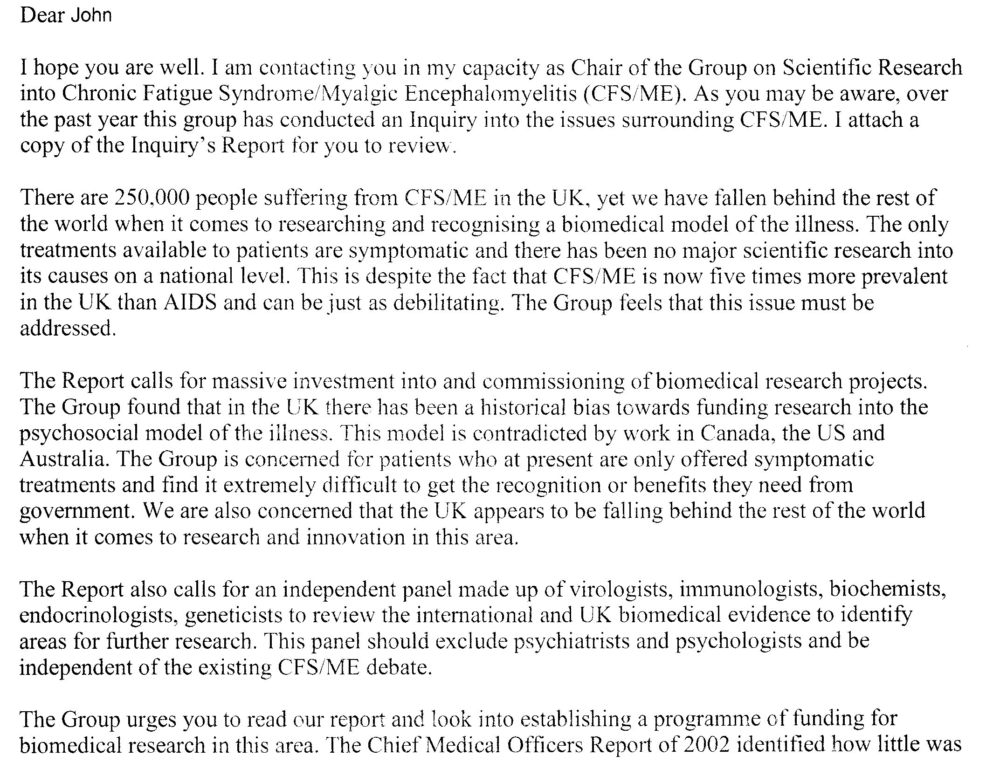 Dear John
I hope you are well. I am contacting you in my capacity as Chair of the Group on Scientific Research
into Chronic Fatigue Syndrome/Myalgic Encephalomyelitis (CFS/ME). As you may be aware, over
the past year this group has conducted an Inquiry into the issues surrounding CFS/ME. I attach a
copy of the Inquiry's Report for you to review.
There are 250,000 people suffering from CFS/ME in the UK, yet we have fallen behind the rest of
the world when it comes to researching and recognising a biomedical model of the illness. The only
treatments available to patients are symptomatic and there has been no major scientific research into
its causes on a national level. This is despite the fact that CFS/ME is now five times more prevalent
in the UK than AIDS and can be just as debilitating. The Group feels that this issue must be
addressed.
The Report calls for massive investment into and commissioning of biomedical research projects.
The Group found that in the UK there has been a historical bias towards funding research into the
psychosocial model of the illness. This model is contradicted by work in Canada, the US and
Australia. The Group is concerned for patients who at present are only offered symptomatic
treatments and find it extremely difficult to get the recognition or benefits they need from
government. We are also concerned that the UK appears to be falling behind the rest of the world
when it comes to research and innovation in this area.
The Report also calls for an independent panel made up of virologists, immunologists, biochemists,
endocrinologists, geneticists to review the international and UK biomedical evidence to identify
areas for further research. This panel should exclude psychiatrists and psychologists and be
independent of the existing CFS/ME debate.
The Group urges you to read our report and look into establishing a programme of funding for
biomedical research in this area. The Chief Medical Officers Report of 2002 identified how little was